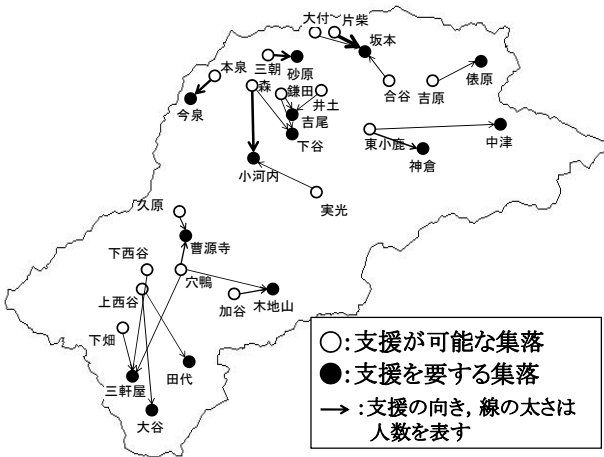 大付
片柴
坂本
三朝
砂原
本泉
今泉
森
鎌田
井土
吉尾
下谷
合谷
吉原
俵原
東小鹿
神倉
中津
小河内
実光
久原
曹源寺
下西谷
穴鴨
上西谷
加谷
木地山
下畑
三軒屋
田代
大谷
○:支援が可能な集落
●:支援を要する集落
→:支援の向き,線の太さは
人数を表す